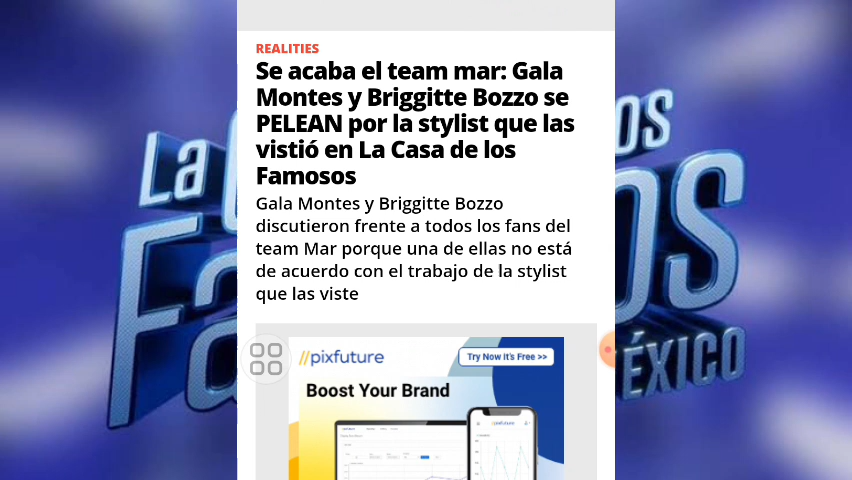 REALITIES
Se acaba el team mar: Gala
Montes y Briggitte Bozzo se
PELEAN por la stylist que las
vistió en La Casa de los
Famosos
Gala Montes y Briggitte Bozzo
discutieron frente a todos los fans del
team Mar porque una de ellas no está
de acuerdo con el trabajo de la stylist
que las viste
//pixfuture
Try Now It's Free >>
Boost Your Brand
La
Fa
OS
OS
ÉXICO
pixfuture